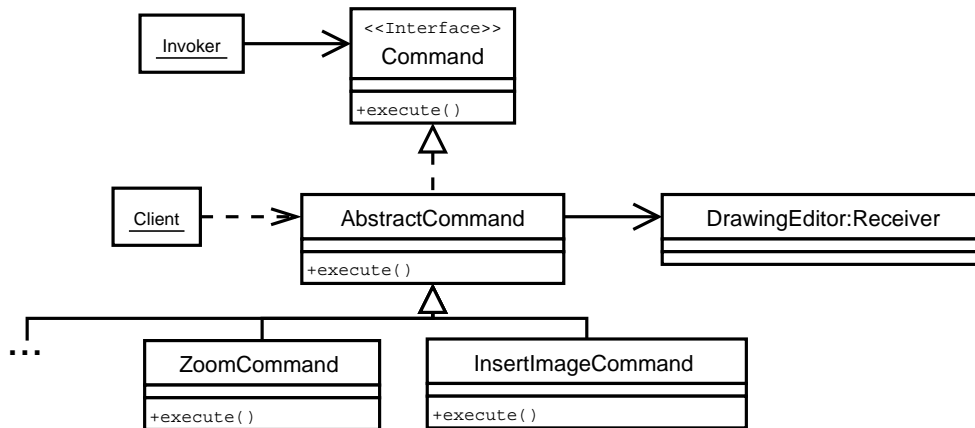 Invoker
<<Interface>>
Command
+execute()
Client
AbstractCommand
+execute()
DrawingEditor:Receiver
...
ZoomCommand
+execute()
InsertImageCommand
+execute()